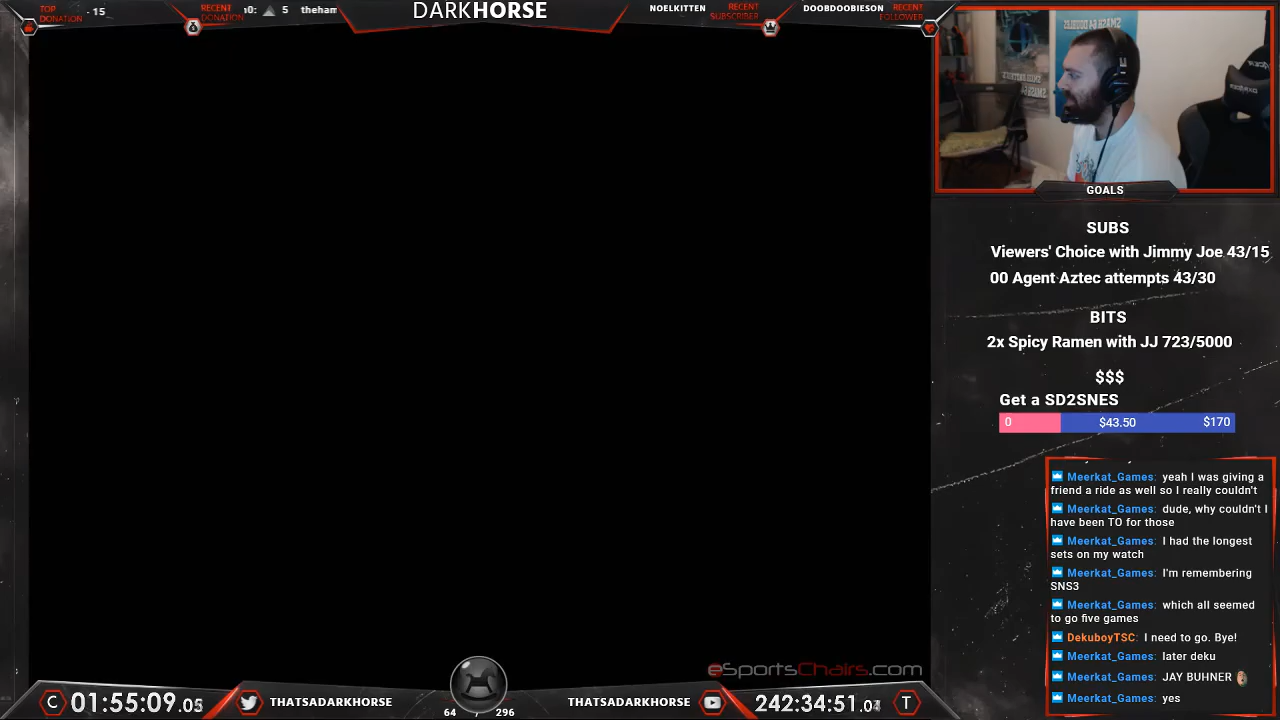 TOP
DONATION
- 15
RECENT
DONATION
5 theham
DARKHORSE
NOELKITTEN
RECENT
SUBSCRIBER
DOOBDOOBIESON
RECENT
FOLLOWER
GOALS
SUBS
Viewers' Choice with Jimmy Joe 43/15
00 Agent Aztec attempts 43/30
BITS
2x Spicy Ramen with JJ 723/5000
$$$
Get a SD2SNES
0 $43.50 $170
Meerkat_Games: yeah I was giving a
friend a ride as well so I really couldn't
Meerkat_Games: dude, why couldn't I
have been TO for those
Meerkat_Games: I had the longest
sets on my watch
Meerkat_Games: I'm remembering
SNS3
Meerkat_Games: which all seemed
to go five games
DekuboyTSC: I need to go. Bye!
Meerkat_Games: later deku
Meerkat_Games: JAY BUHNER
Meerkat_Games: yes
eSportsChairs.com
C 01:55:09.05
THATSADARKHORSE
64 / 296
THATSADARKHORSE
242:34:51.04 T